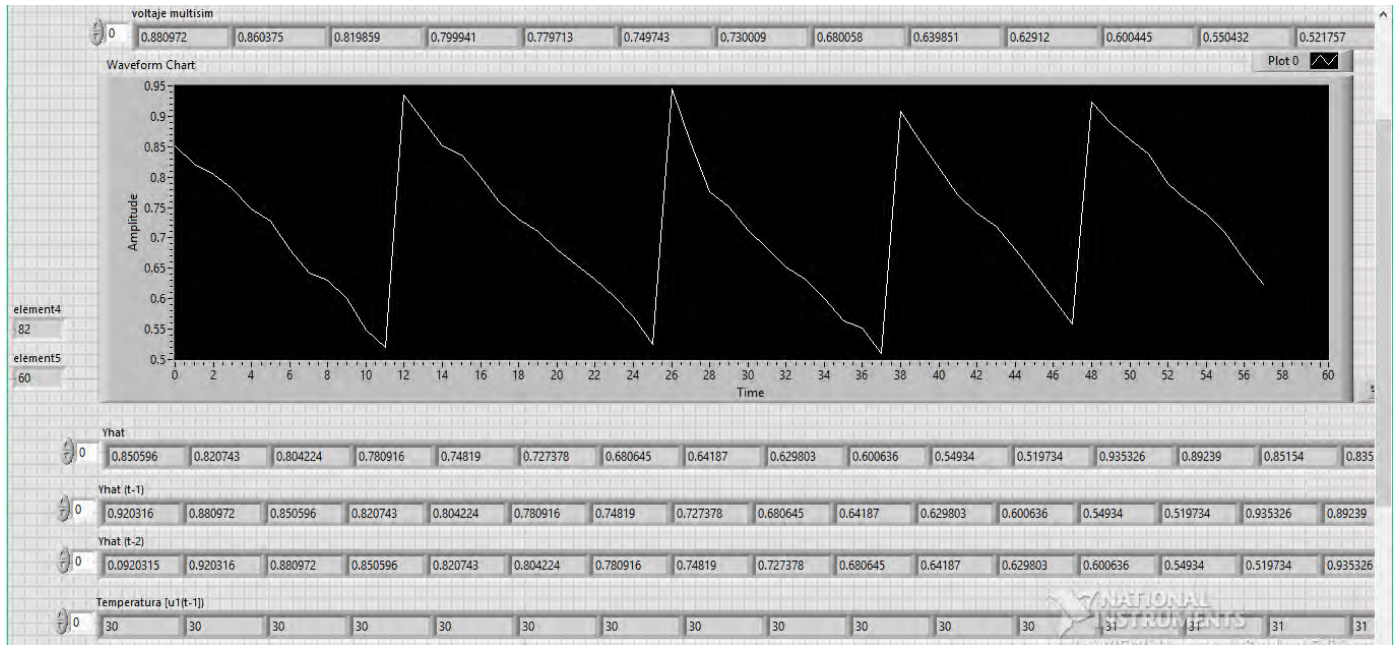 voltaje multisim
0 0.880972 0.860375 0.819859 0.799941 0.779713 0.749743 0.730009 0.680058 0.639851 0.62912 0.600445 0.550432 0.521757
Waveform Chart
Plot 0
0.95
0.9
0.85
0.8
0.75
0.7
0.65
0.6
0.55
0.5
Amplitude
0 2 4 6 8 10 12 14 16 18 20 22 24 26 28 30 32 34 36 38 40 42 44 46 48 50 52 54 56 58 60
Time
element4
82
element5
60
Yhat
0 0.850596 0.820743 0.804224 0.780916 0.74819 0.727378 0.680645 0.64187 0.629803 0.600636 0.54934 0.519734 0.935326 0.89239 0.85154 0.835
Yhat (t-1)
0 0.920316 0.880972 0.850596 0.820743 0.804224 0.780916 0.74819 0.727378 0.680645 0.64187 0.629803 0.600636 0.54934 0.519734 0.935326 0.89239
Yhat (t-2)
0 0.0920315 0.920316 0.880972 0.850596 0.820743 0.804224 0.780916 0.74819 0.727378 0.680645 0.64187 0.629803 0.600636 0.54934 0.519734 0.935326
Temperatura [u1(t-1])
0 30 30 30 30 30 30 30 30 30 30 30 30 31 31 31 31
NATIONAL
INSTRUMENTS